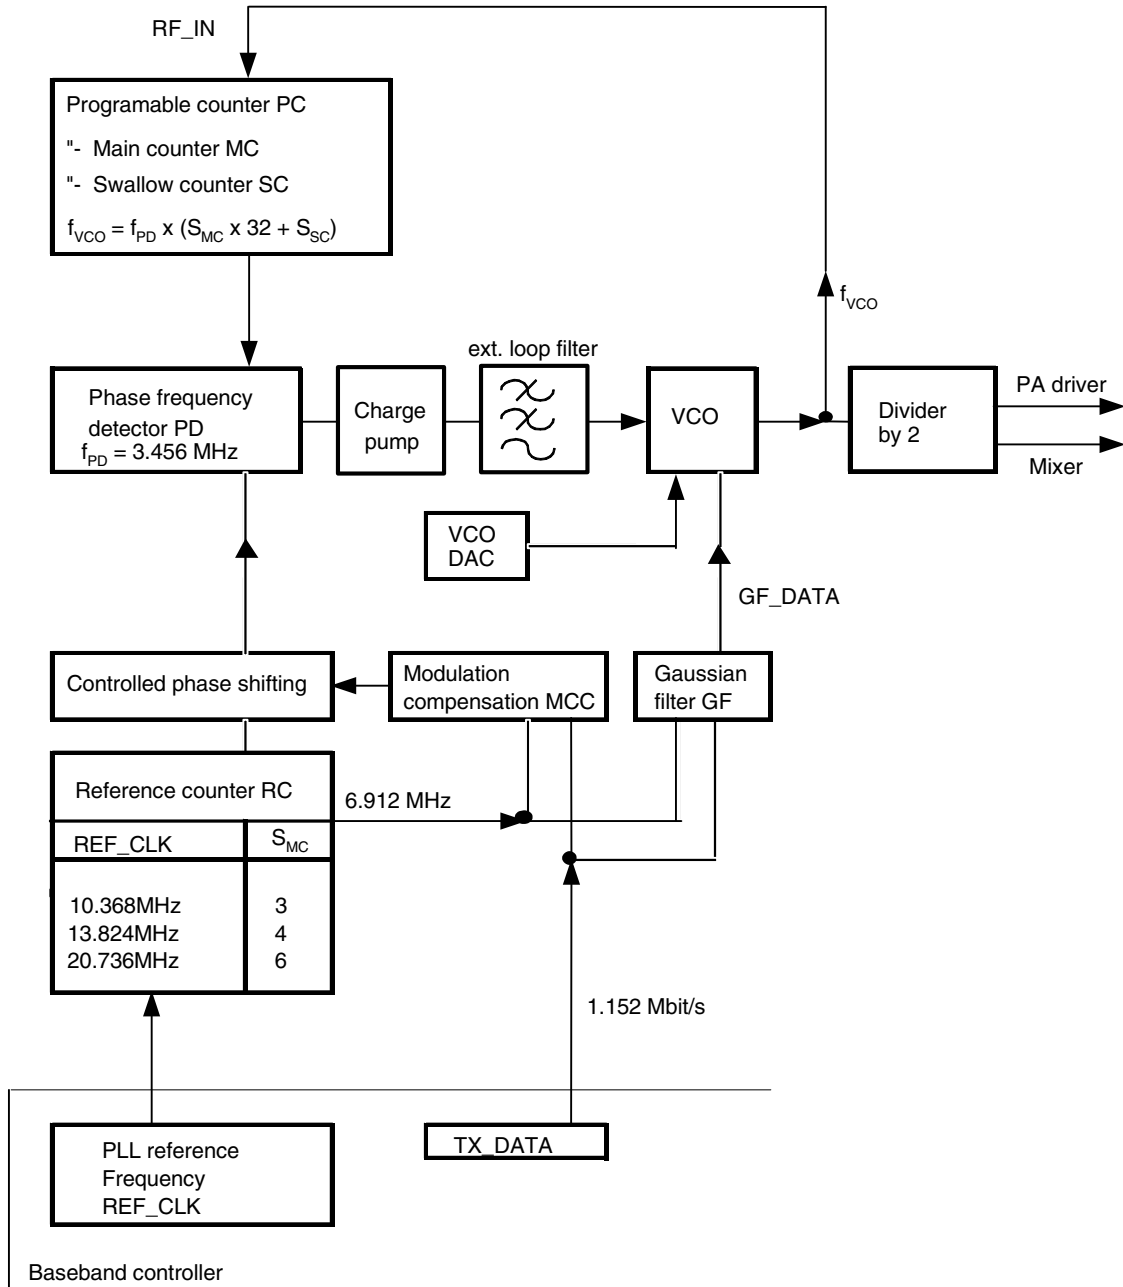 RF_IN
Programable counter PC
"- Main counter MC
"- Swallow counter SC
fVCO = fPD x (SMC x 32 + SSC)
fVCO
ext. loop filter
Phase frequency
detector PD
fPD = 3.456 MHz
Charge
pump
VCO
Divider
by 2
PA driver
Mixer
VCO
DAC
GF_DATA
Controlled phase shifting
Modulation
compensation MCC
Gaussian
filter GF
Reference counter RC
6.912 MHz
REF_CLK SMC
10.368MHz 3
13.824MHz 4
20.736MHz 6
1.152 Mbit/s
PLL reference
Frequency
REF_CLK
TX_DATA
Baseband controller